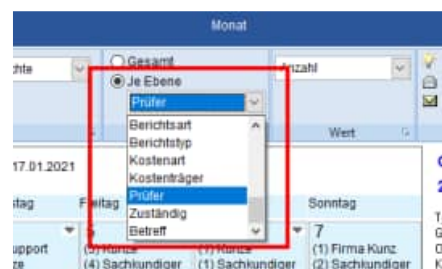 Monat
Gesamt
Anzahl
Je Ebene
Prüfer
Berichtsart
Berichtstyp
Kostenart
Kostenträger
Prüfer
Zuständig
Betreff
Wert
17.01.2021
Freitag
Sonntag
7
(1) Firma Kunz
(4) Sachkundiger (1) Sachkundiger (2) Sachkundiger